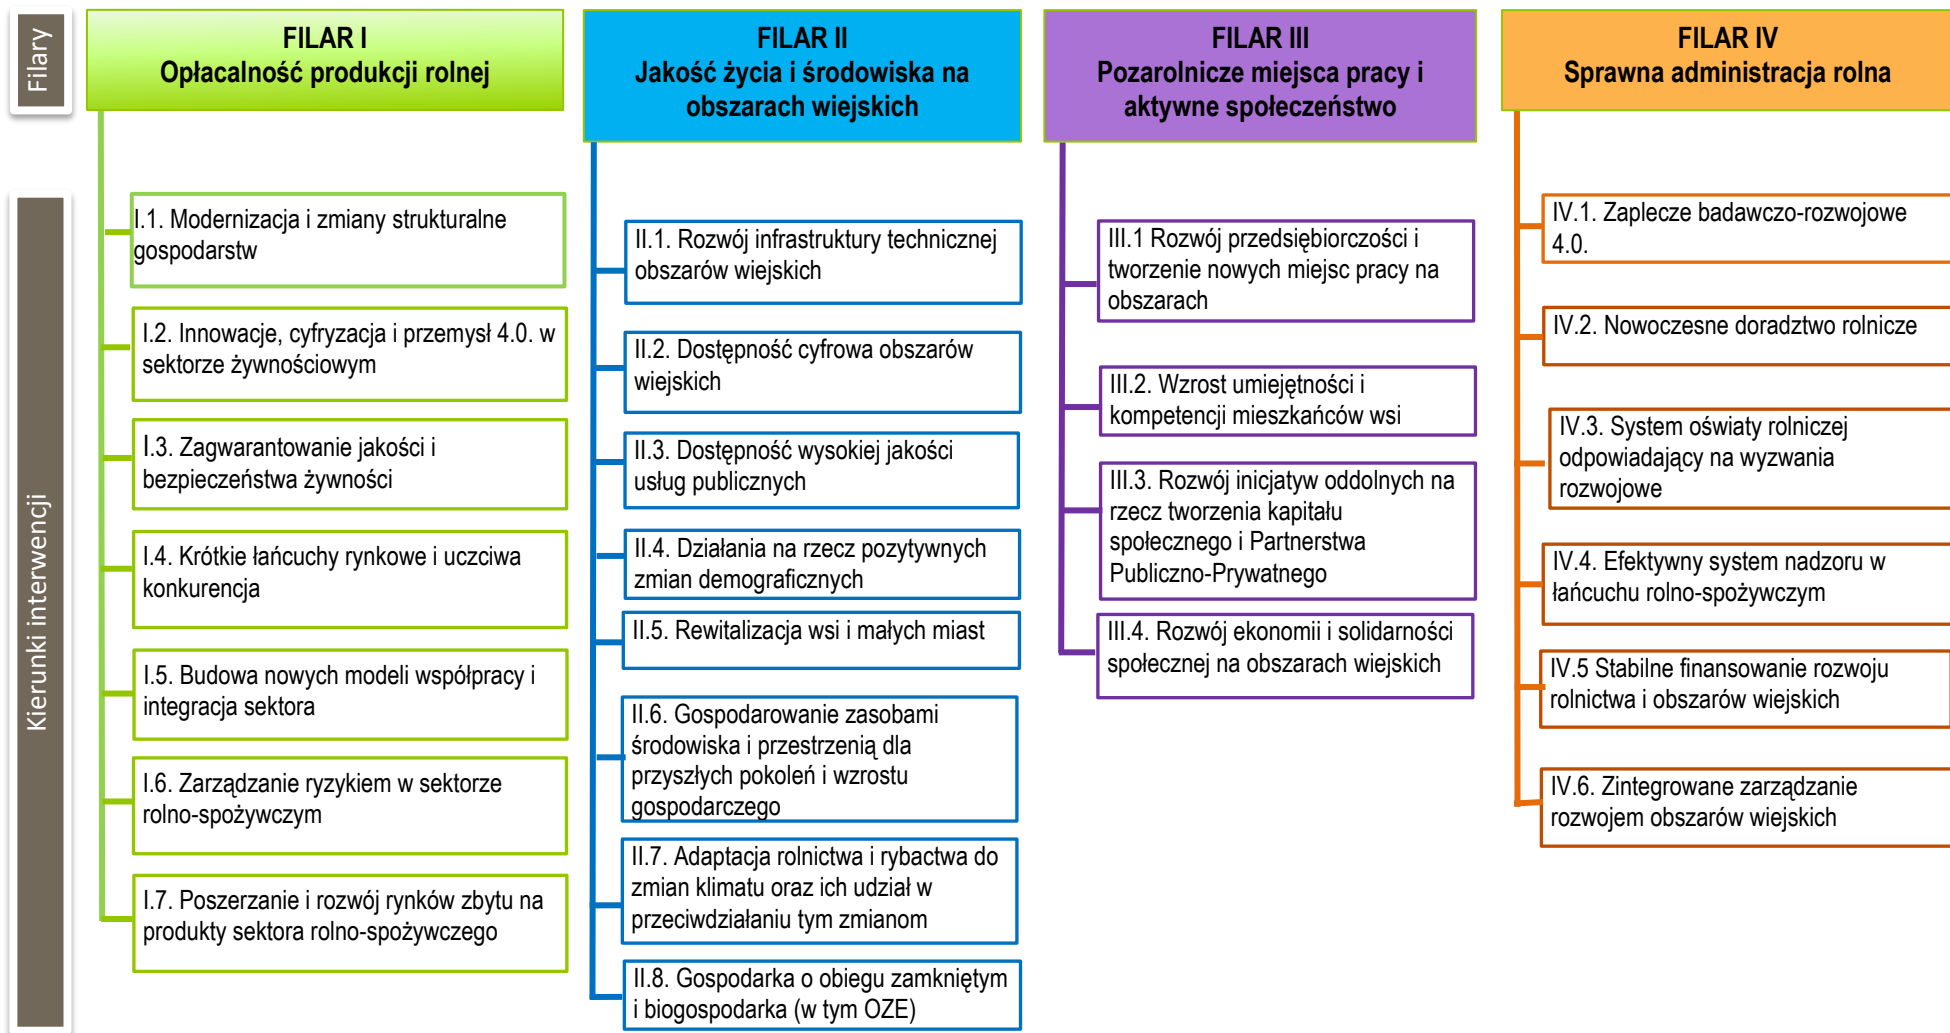 Filary
FILAR I
Opłacalność produkcji rolnej
FILAR II
Jakość życia i środowiska na
obszarach wiejskich
FILAR III
Pozarolnicze miejsca pracy i
aktywne społeczeństwo
FILAR IV
Sprawna administracja rolna
Kierunki interwencji
I.1. Modernizacja i zmiany strukturalne
gospodarstw
I.2. Innowacje, cyfryzacja i przemysł 4.0. w
sektorze żywnościowym
I.3. Zagwarantowanie jakości i
bezpieczeństwa żywności
I.4. Krótkie łańcuchy rynkowe i uczciwa
konkurencja
I.5. Budowa nowych modeli współpracy i
integracja sektora
I.6. Zarządzanie ryzykiem w sektorze
rolno-spożywczym
I.7. Poszerzanie i rozwój rynków zbytu na
produkty sektora rolno-spożywczego
II.1. Rozwój infrastruktury technicznej
obszarów wiejskich
II.2. Dostępność cyfrowa obszarów
wiejskich
II.3. Dostępność wysokiej jakości
usług publicznych
II.4. Działania na rzecz pozytywnych
zmian demograficznych
II.5. Rewitalizacja wsi i małych miast
II.6. Gospodarowanie zasobami
środowiska i przestrzenią dla
przyszłych pokoleń i wzrostu
gospodarczego
II.7. Adaptacja rolnictwa i rybactwa do
zmian klimatu oraz ich udział w
przeciwdziałaniu tym zmianom
II.8. Gospodarka o obiegu zamkniętym
i biogospodarka (w tym OZE)
III.1 Rozwój przedsiębiorczości i
tworzenie nowych miejsc pracy na
obszarach
III.2. Wzrost umiejętności i
kompetencji mieszkańców wsi
III.3. Rozwój inicjatyw oddolnych na
rzecz tworzenia kapitału
społecznego i Partnerstwa
Publiczno-Prywatnego
III.4. Rozwój ekonomii i solidarności
społecznej na obszarach wiejskich
IV.1. Zaplecze badawczo-rozwojowe
4.0.
IV.2. Nowoczesne doradztwo rolnicze
IV.3. System oświaty rolniczej
odpowiadający na wyzwania
rozwojowe
IV.4. Efektywny system nadzoru w
łańcuchu rolno-spożywczym
IV.5 Stabilne finansowanie rozwoju
rolnictwa i obszarów wiejskich
IV.6. Zintegrowane zarządzanie
rozwojem obszarów wiejskich